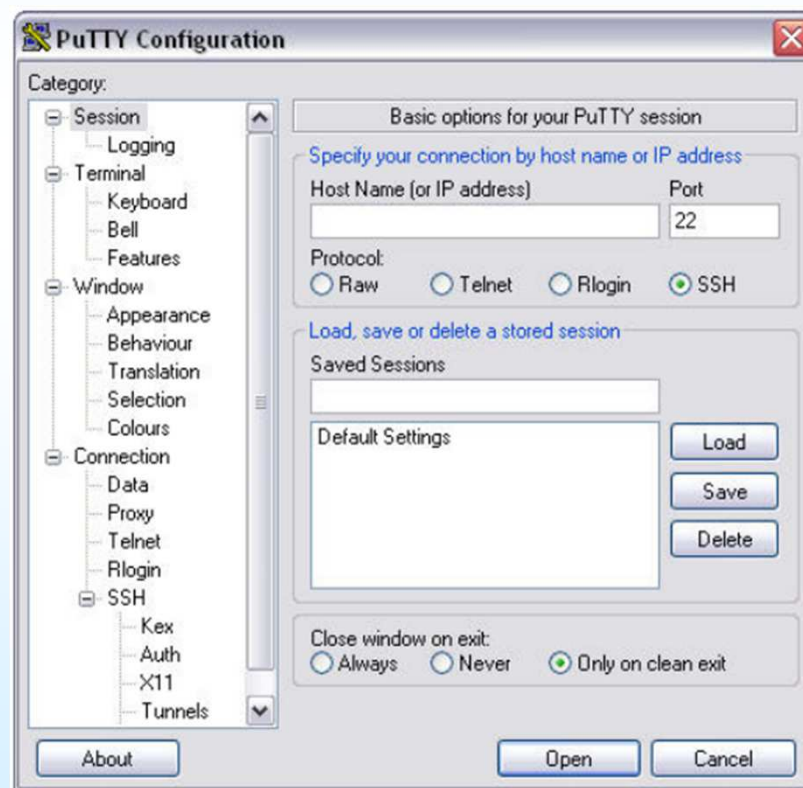 PuTTY Configuration
Category:
Session
Logging
Terminal
Keyboard
Bell
Features
Window
Appearance
Behaviour
Translation
Selection
Colours
Connection
Data
Proxy
Telnet
Rlogin
SSH
Kex
Auth
X11
Tunnels
Basic options for your PuTTY session
Specify your connection by host name or IP address
Host Name (or IP address) Port
22
Protocol:
Raw Telnet Rlogin SSH
Load, save or delete a stored session
Saved Sessions
Default Settings
Load
Save
Delete
Close window on exit:
Always Never Only on clean exit
About Open Cancel